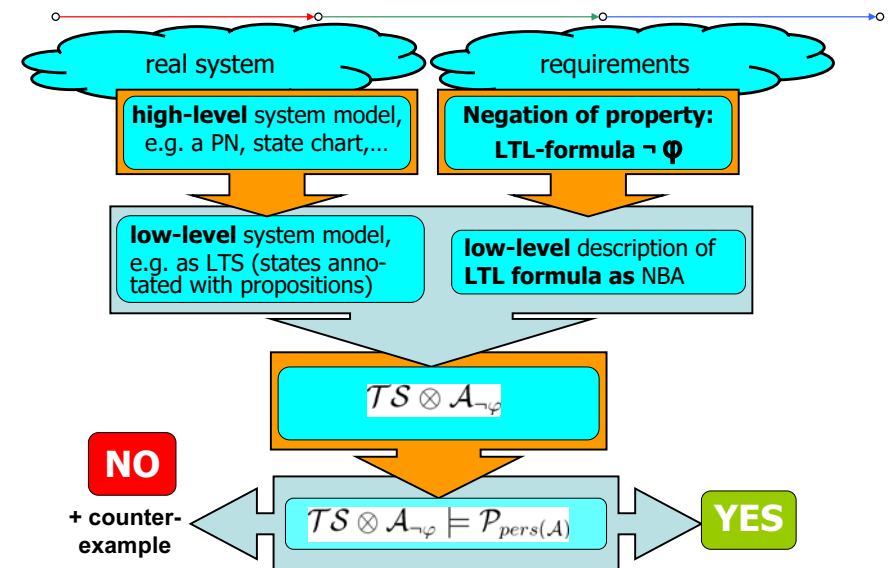 real system
requirements
high-level system model,
e.g. a PN, state chart,...
Negation of property:
LTL-formula ¬ φ
low-level system model,
e.g. as LTS (states anno-
tated with propositions)
low-level description of
LTL formula as NBA
𝒯𝒮 ⊗ 𝒜¬φ
NO
+ counter-
example
𝒯𝒮 ⊗ 𝒜¬φ ⊨ 𝒫pers(𝒜)
YES